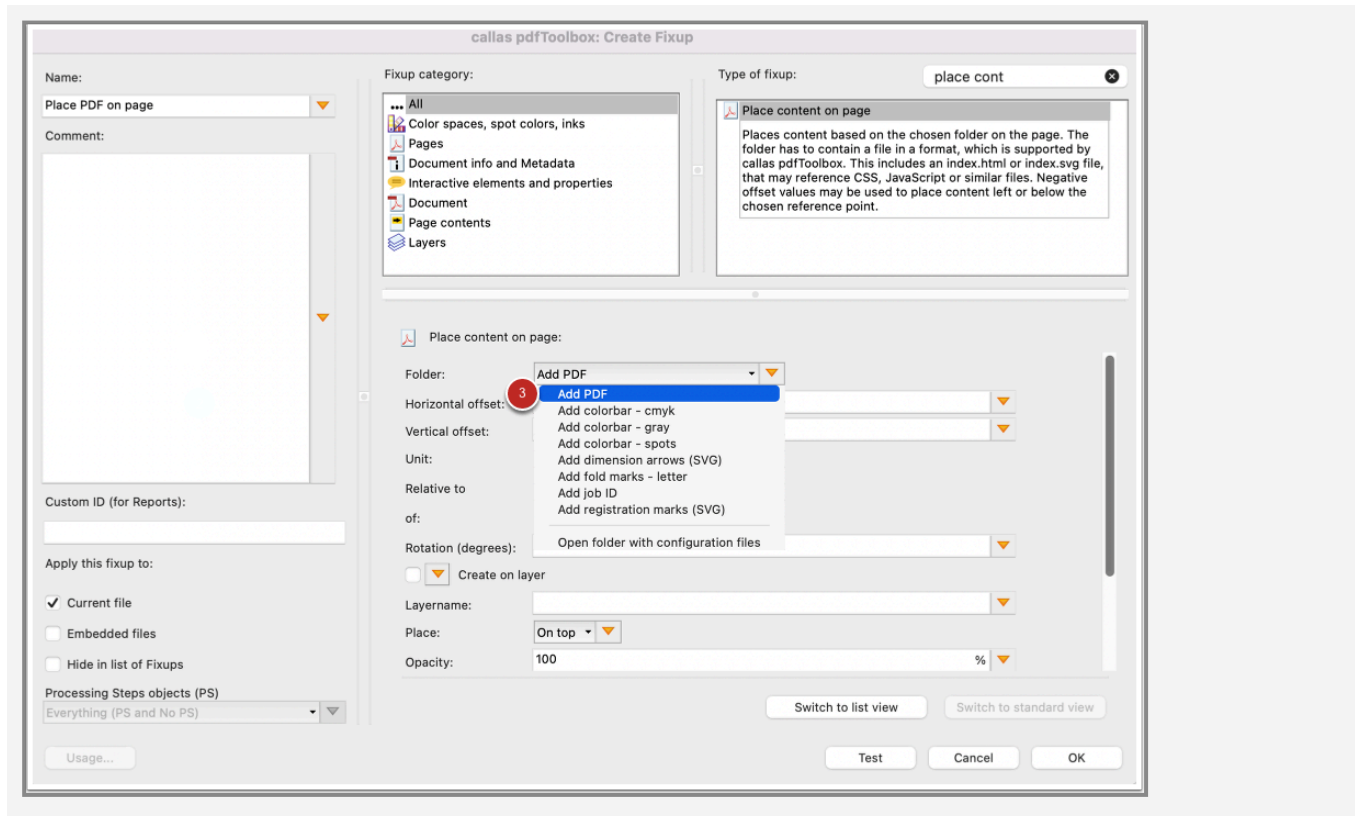 callas pdfToolbox: Create Fixup
Name:
Place PDF on page
Comment:
Custom ID (for Reports):
Apply this fixup to:
Current file
Embedded files
Hide in list of Fixups
Processing Steps objects (PS)
Everything (PS and No PS)
Usage...
Fixup category:
All
Color spaces, spot colors, inks
Pages
Document info and Metadata
Interactive elements and properties
Document
Page contents
Layers
Type of fixup:
place cont
Place content on page
Places content based on the chosen folder on the page. The
folder has to contain a file in a format, which is supported by
callas pdfToolbox. This includes an index.html or index.svg file,
that may reference CSS, JavaScript or similar files. Negative
offset values may be used to place content left or below the
chosen reference point.
Place content on page:
Folder:
Add PDF
3
Add PDF
Add colorbar - cmyk
Add colorbar - gray
Add colorbar - spots
Add dimension arrows (SVG)
Add fold marks - letter
Add job ID
Add registration marks (SVG)
Open folder with configuration files
Horizontal offset:
Vertical offset:
Unit:
Relative to
of:
Rotation (degrees):
Create on layer
Layername:
Place:
On top
Opacity:
100
%
Switch to list view
Switch to standard view
Test
Cancel
OK